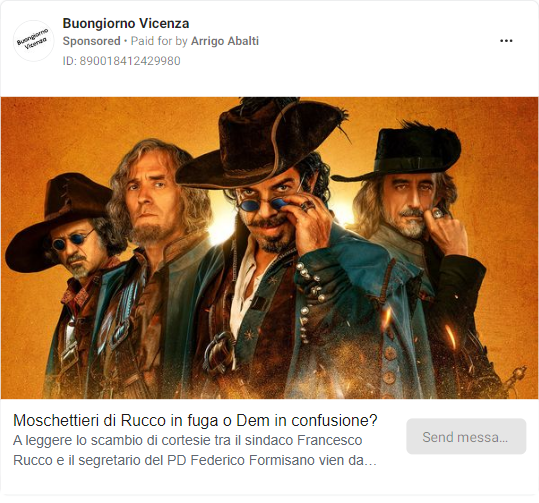 Buongiorno
Vicenza
Buongiorno Vicenza
Sponsored • Paid for by Arrigo Abalti
ID: 890018412429980
Moschettieri di Rucco in fuga o Dem in confusione?
A leggere lo scambio di cortesie tra il sindaco Francesco
Rucco e il segretario del PD Federico Formisano vien da…
Send messa…